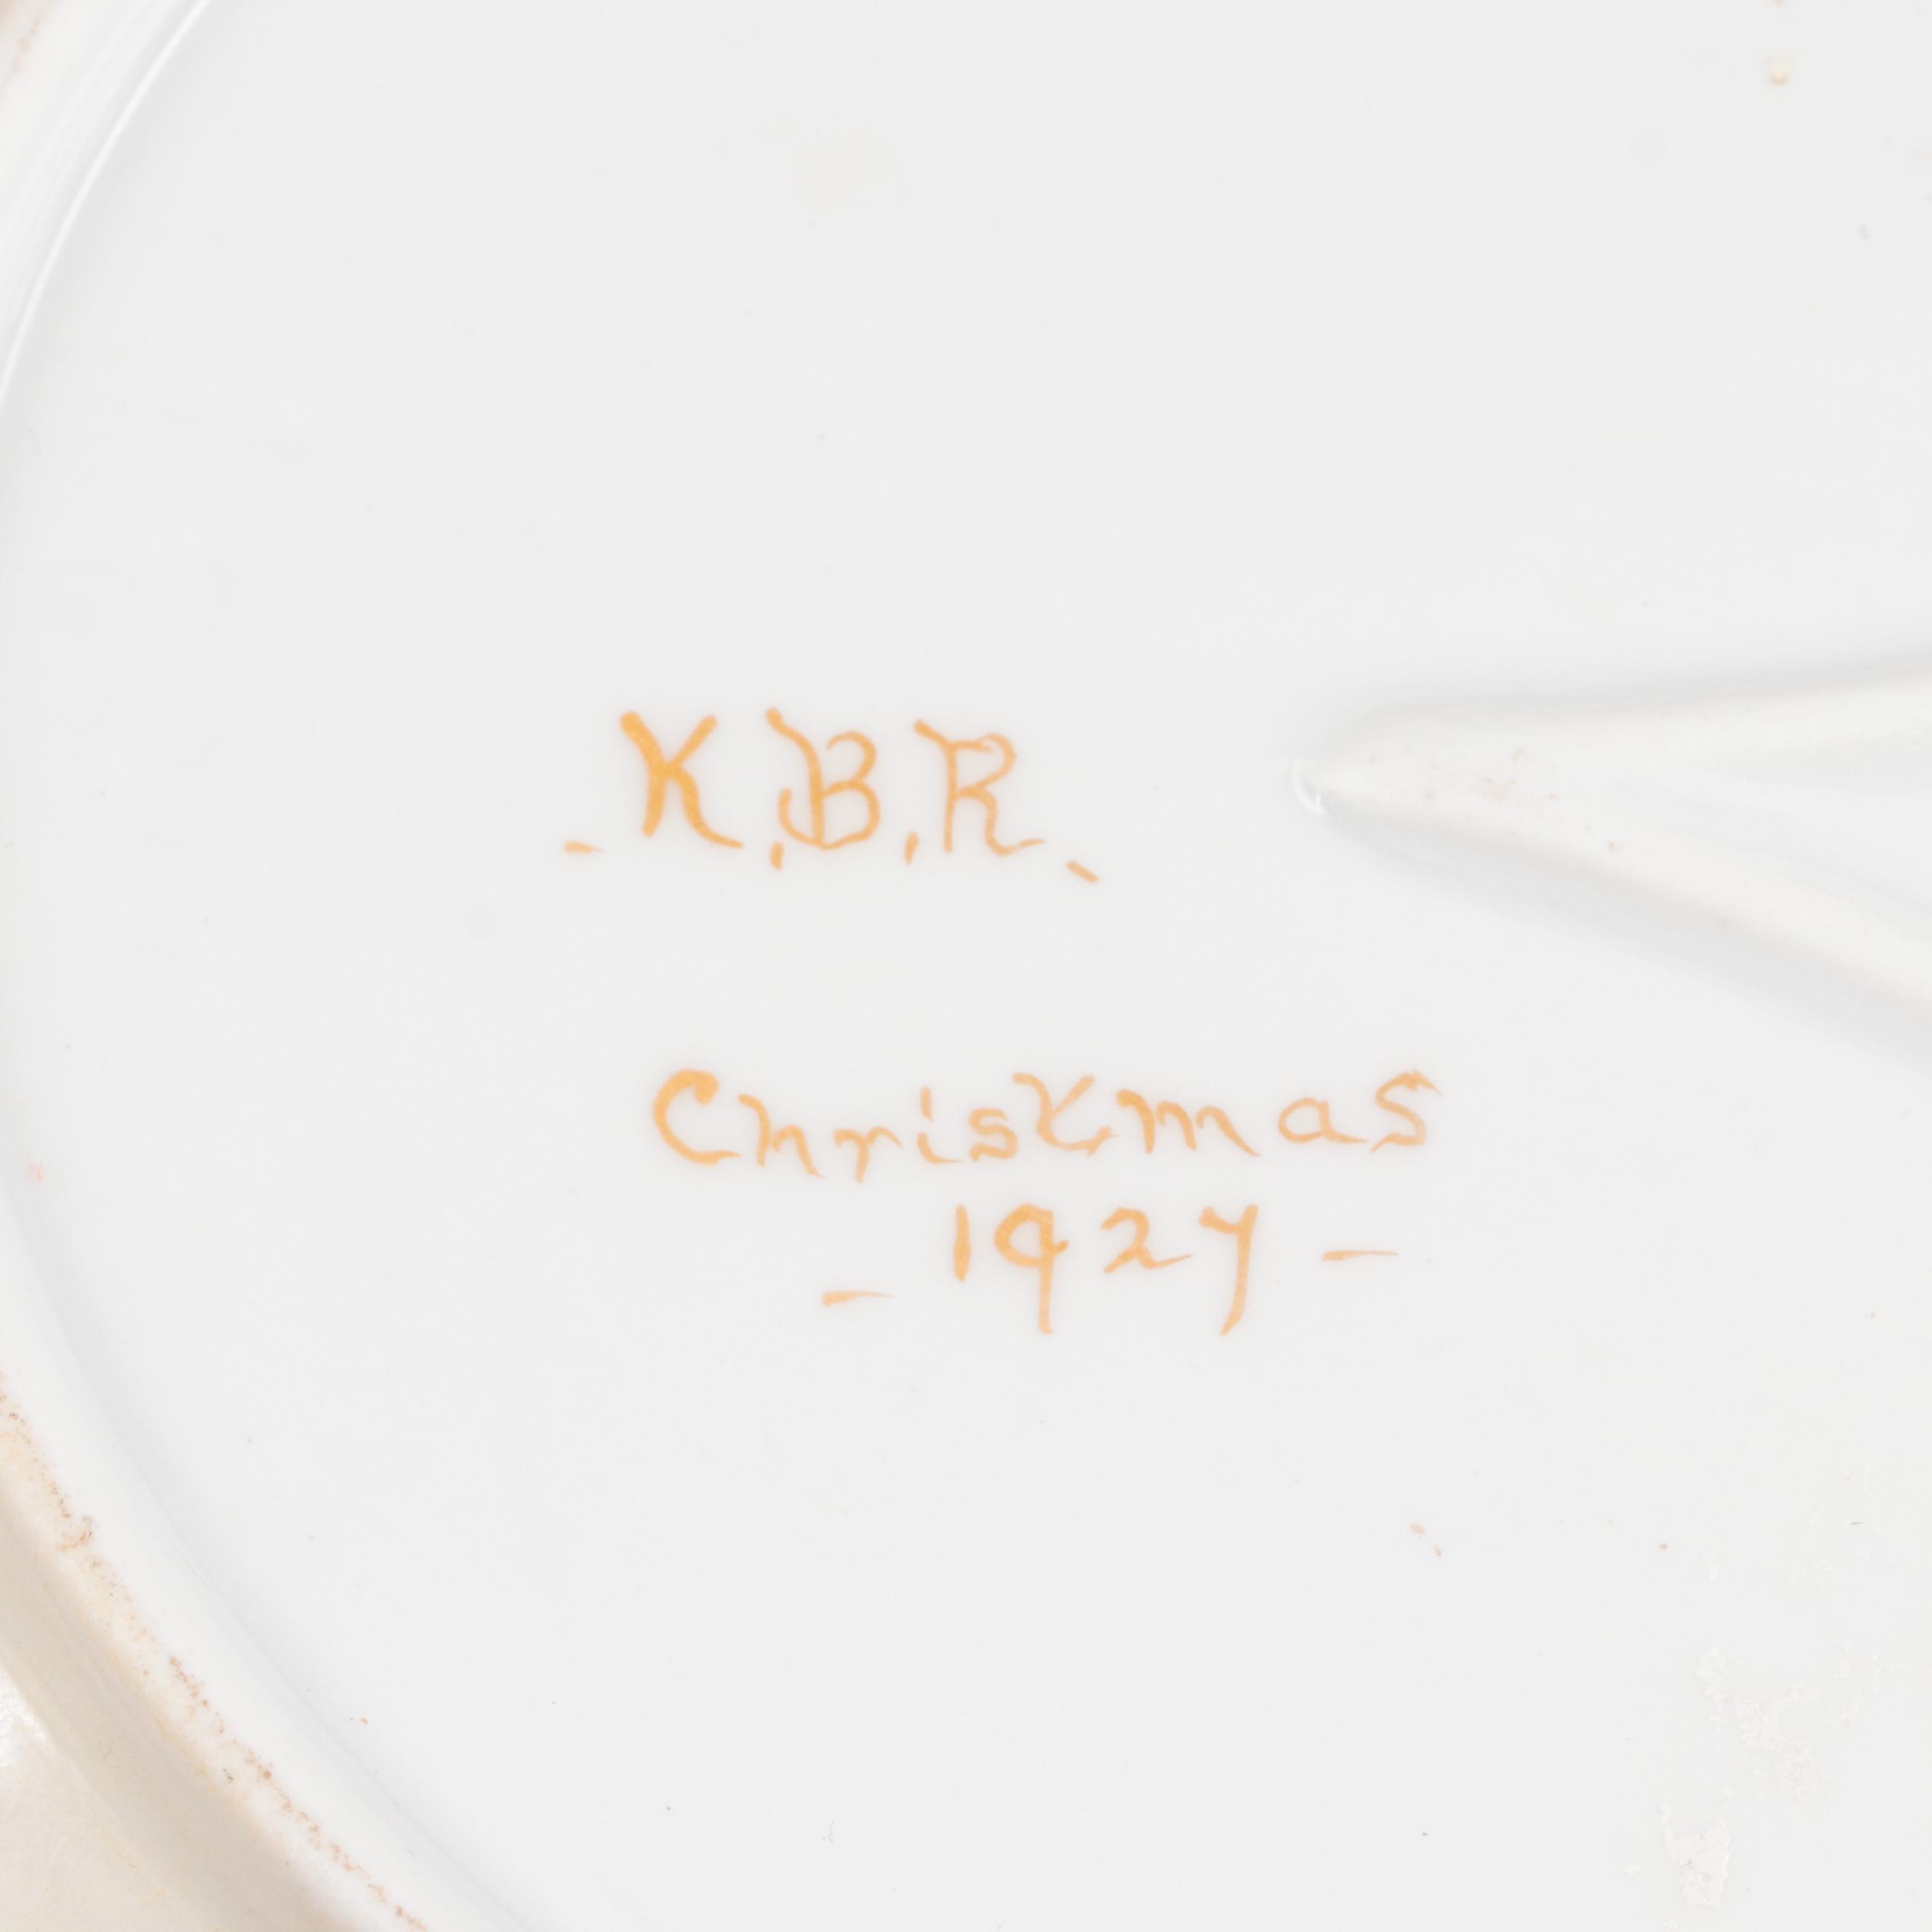 - K.B.R. -
Christmas
- 1927 -